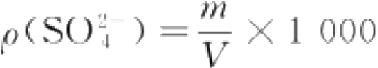 ρ(SO₄²⁻) = m/V × 1 000